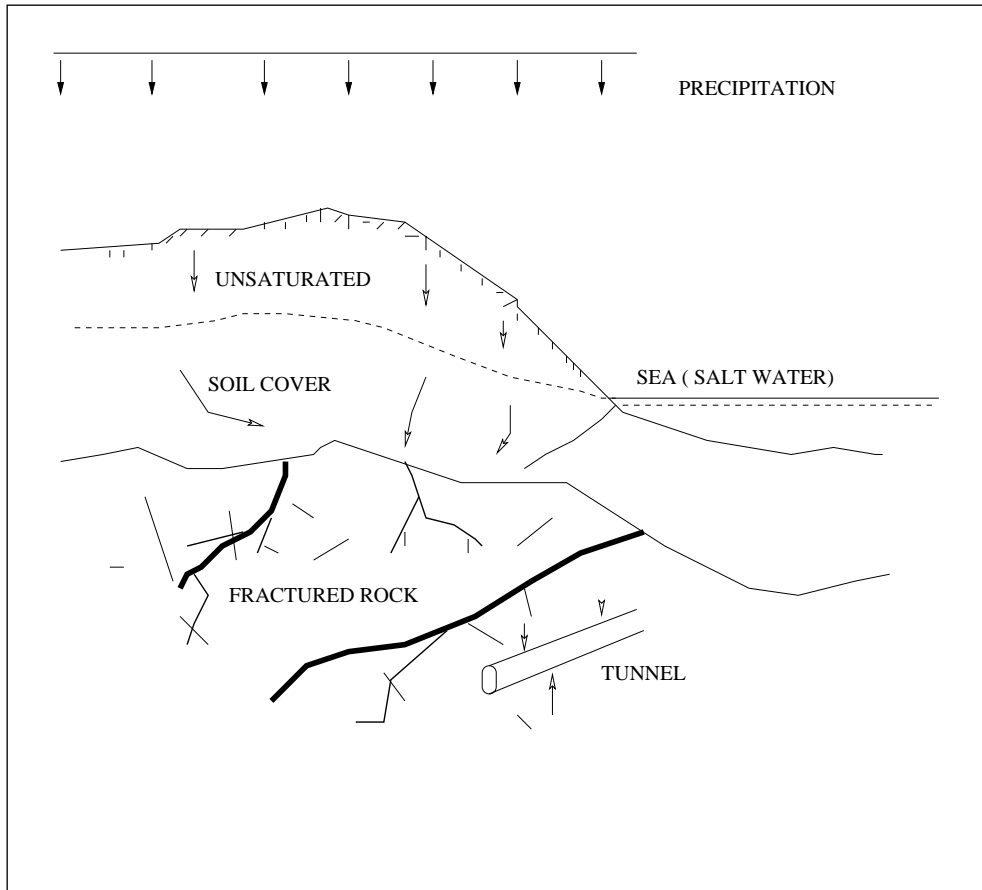 PRECIPITATION
UNSATURATED
SEA ( SALT WATER)
SOIL COVER
FRACTURED ROCK
TUNNEL